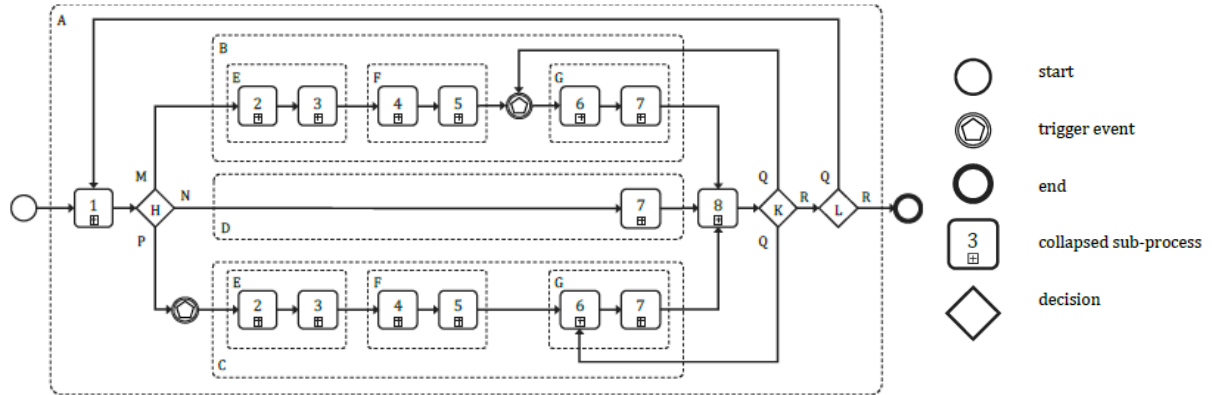 A
B
E
2
3
F
4
5
G
6
7
start
trigger event
end
3
collapsed sub-process
decision
1
H
M
N
P
7
D
8
Q
K
Q
R
Q
L
R
E
2
3
F
4
5
G
6
7
C